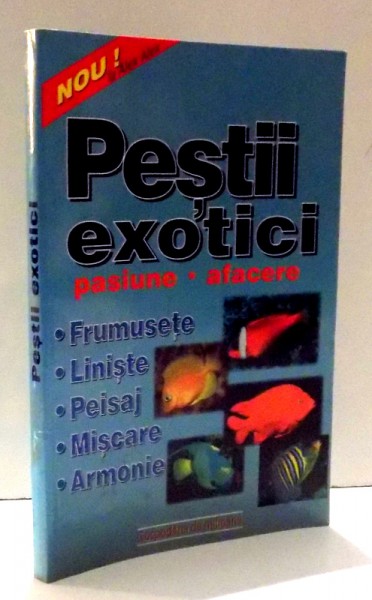 NOU !
Peștii
exotici
pasiune • afacere
• Frumusețe
• Liniște
• Peisaj
• Mișcare
• Armonie
Peștii exotici